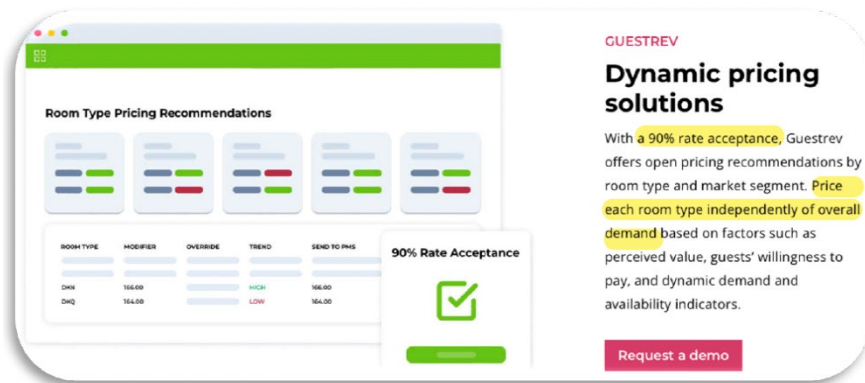 Room Type Pricing Recommendations
ROOM TYPE MODIFIER OVERRIDE TREND SEND TO PMS
DKN 166.00 HIGH 166.00
DKQ 164.00 LOW 164.00
90% Rate Acceptance
GUESTREV
Dynamic pricing
solutions
With a 90% rate acceptance, Guestrev
offers open pricing recommendations by
room type and market segment. Price
each room type independently of overall
demand based on factors such as
perceived value, guests' willingness to
pay, and dynamic demand and
availability indicators.
Request a demo